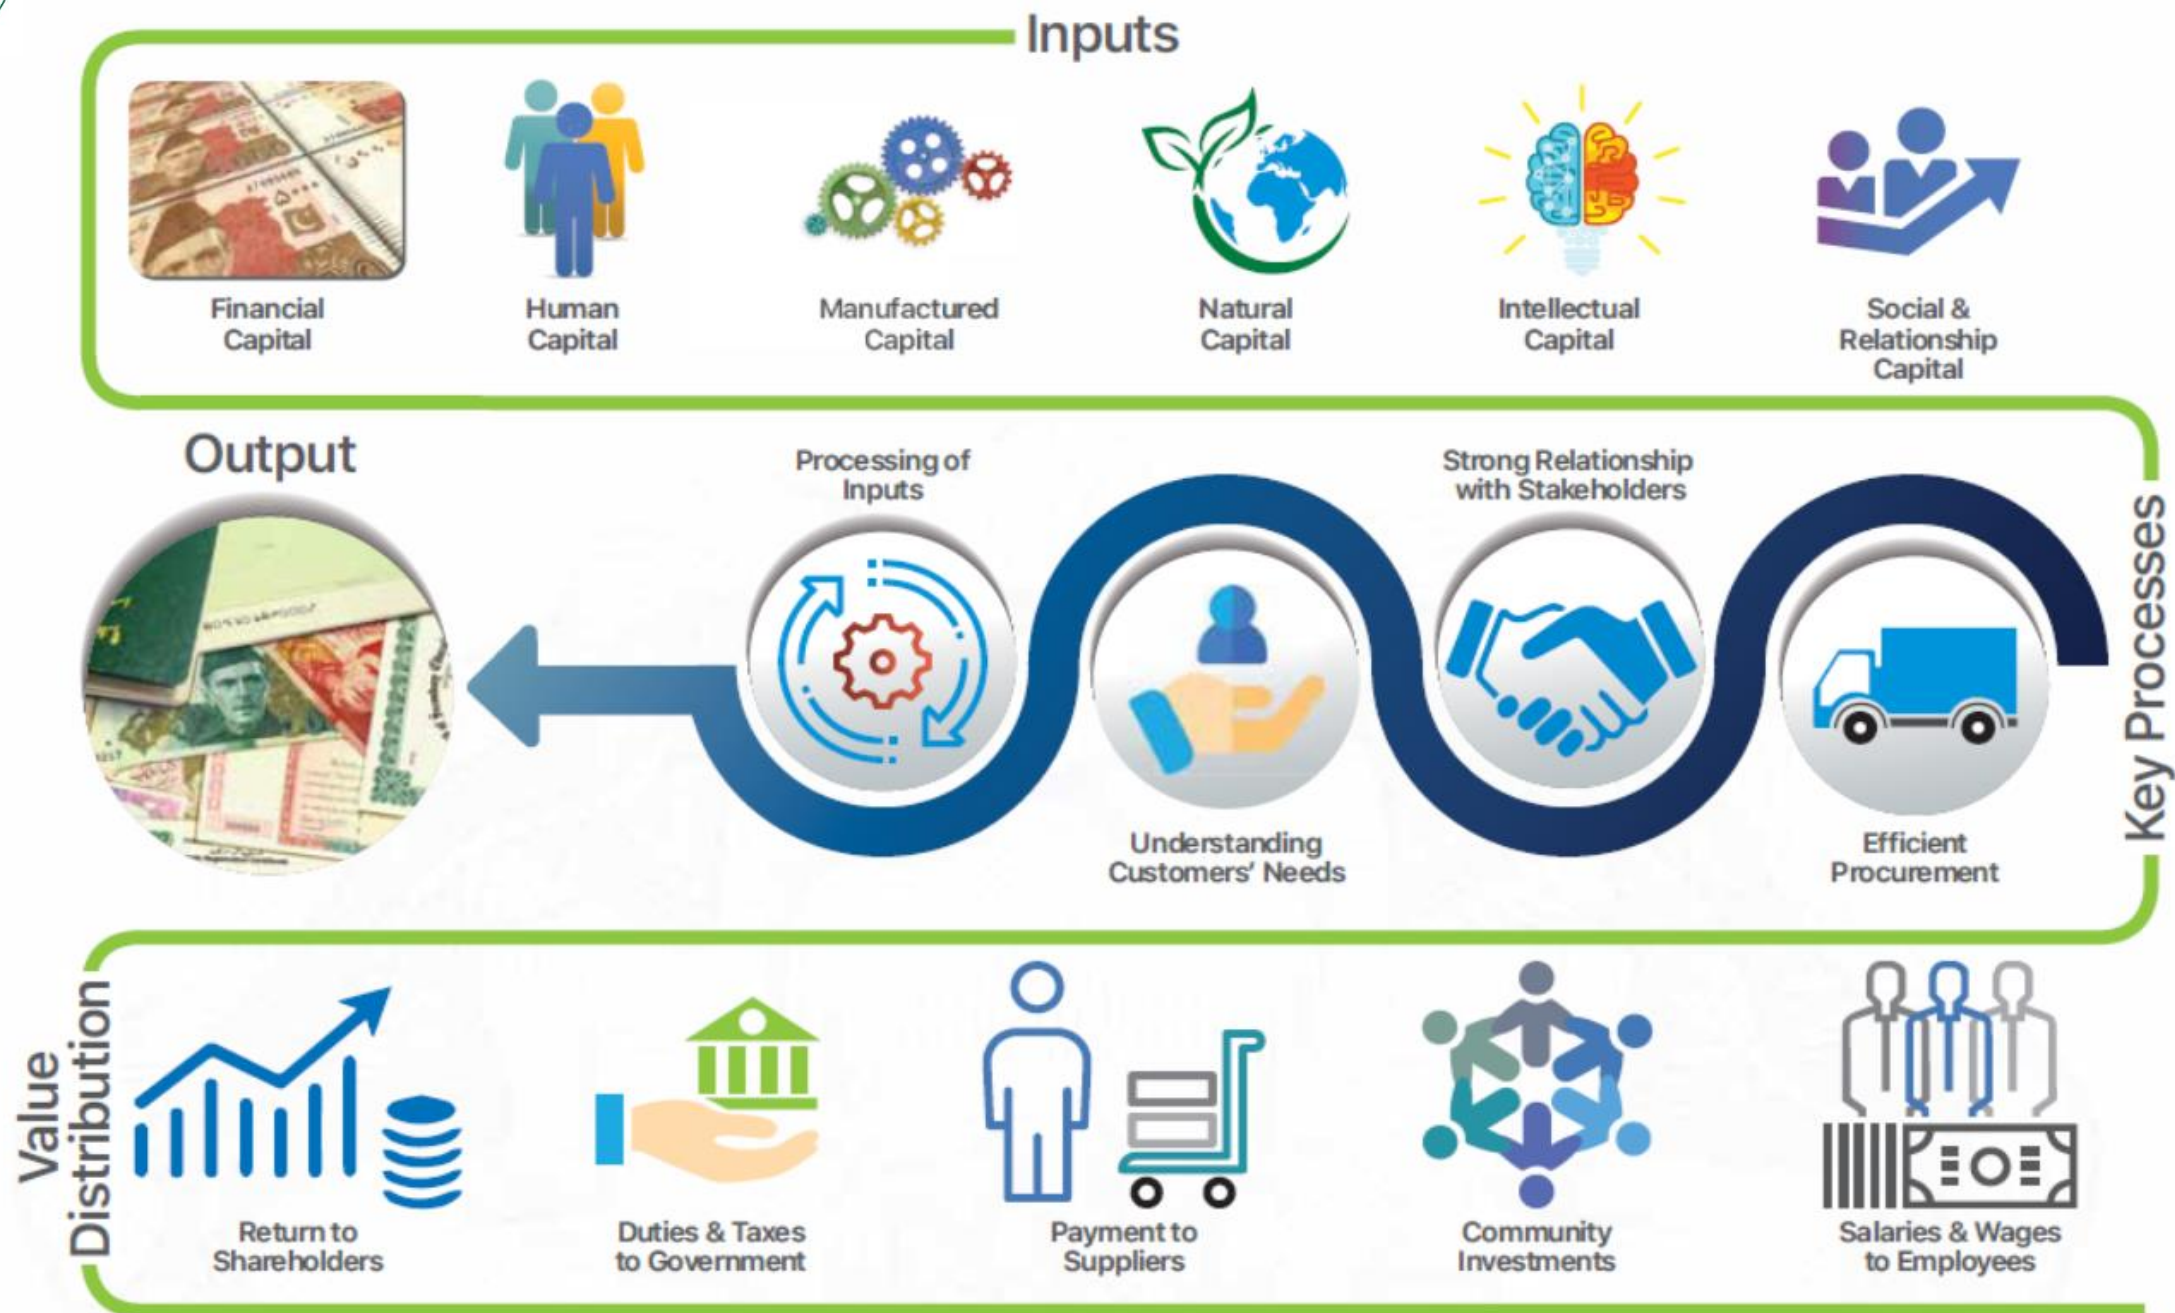 Inputs
Financial
Capital
Human
Capital
Manufactured
Capital
Natural
Capital
Intellectual
Capital
Social &
Relationship
Capital
Output
Processing of
Inputs
Strong Relationship
with Stakeholders
Understanding
Customers' Needs
Efficient
Procurement
Key Processes
Value
Distribution
Return to
Shareholders
Duties & Taxes
to Government
Payment to
Suppliers
Community
Investments
Salaries & Wages
to Employees